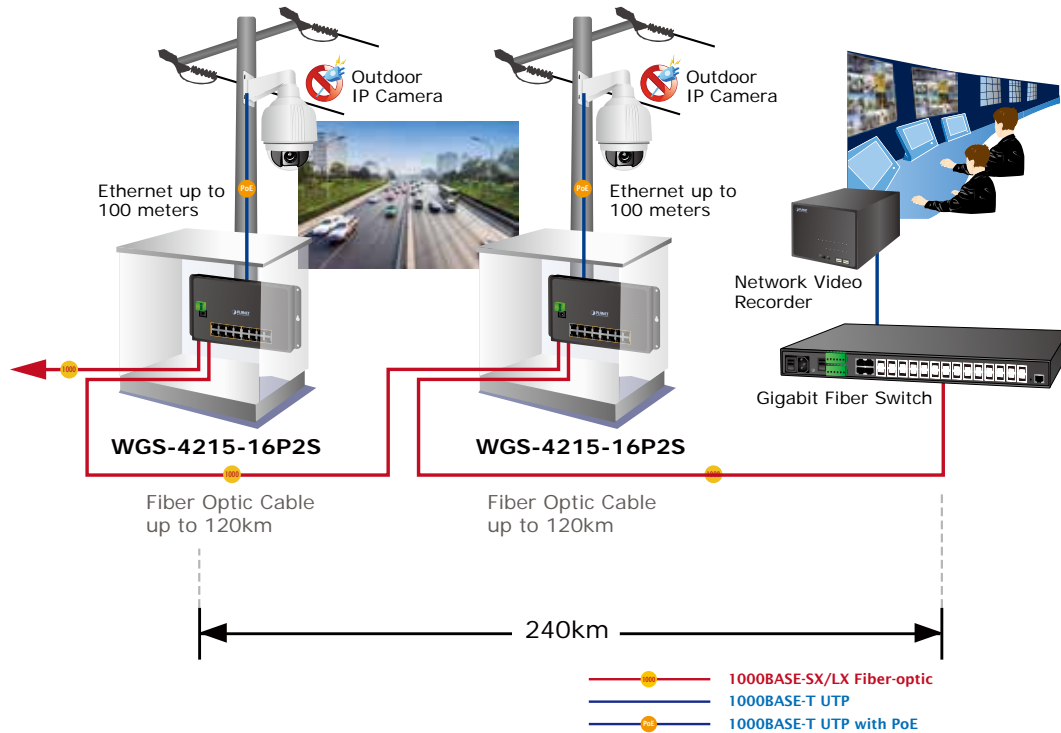 Outdoor
IP Camera
Outdoor
IP Camera
Ethernet up to
100 meters
PoE
PoE
Ethernet up to
100 meters
Network Video
Recorder
PLANET
PLANET
1000
Gigabit Fiber Switch
WGS-4215-16P2S
WGS-4215-16P2S
1000
1000
Fiber Optic Cable
up to 120km
Fiber Optic Cable
up to 120km
240km
1000 1000BASE-SX/LX Fiber-optic
1000BASE-T UTP
PoE 1000BASE-T UTP with PoE